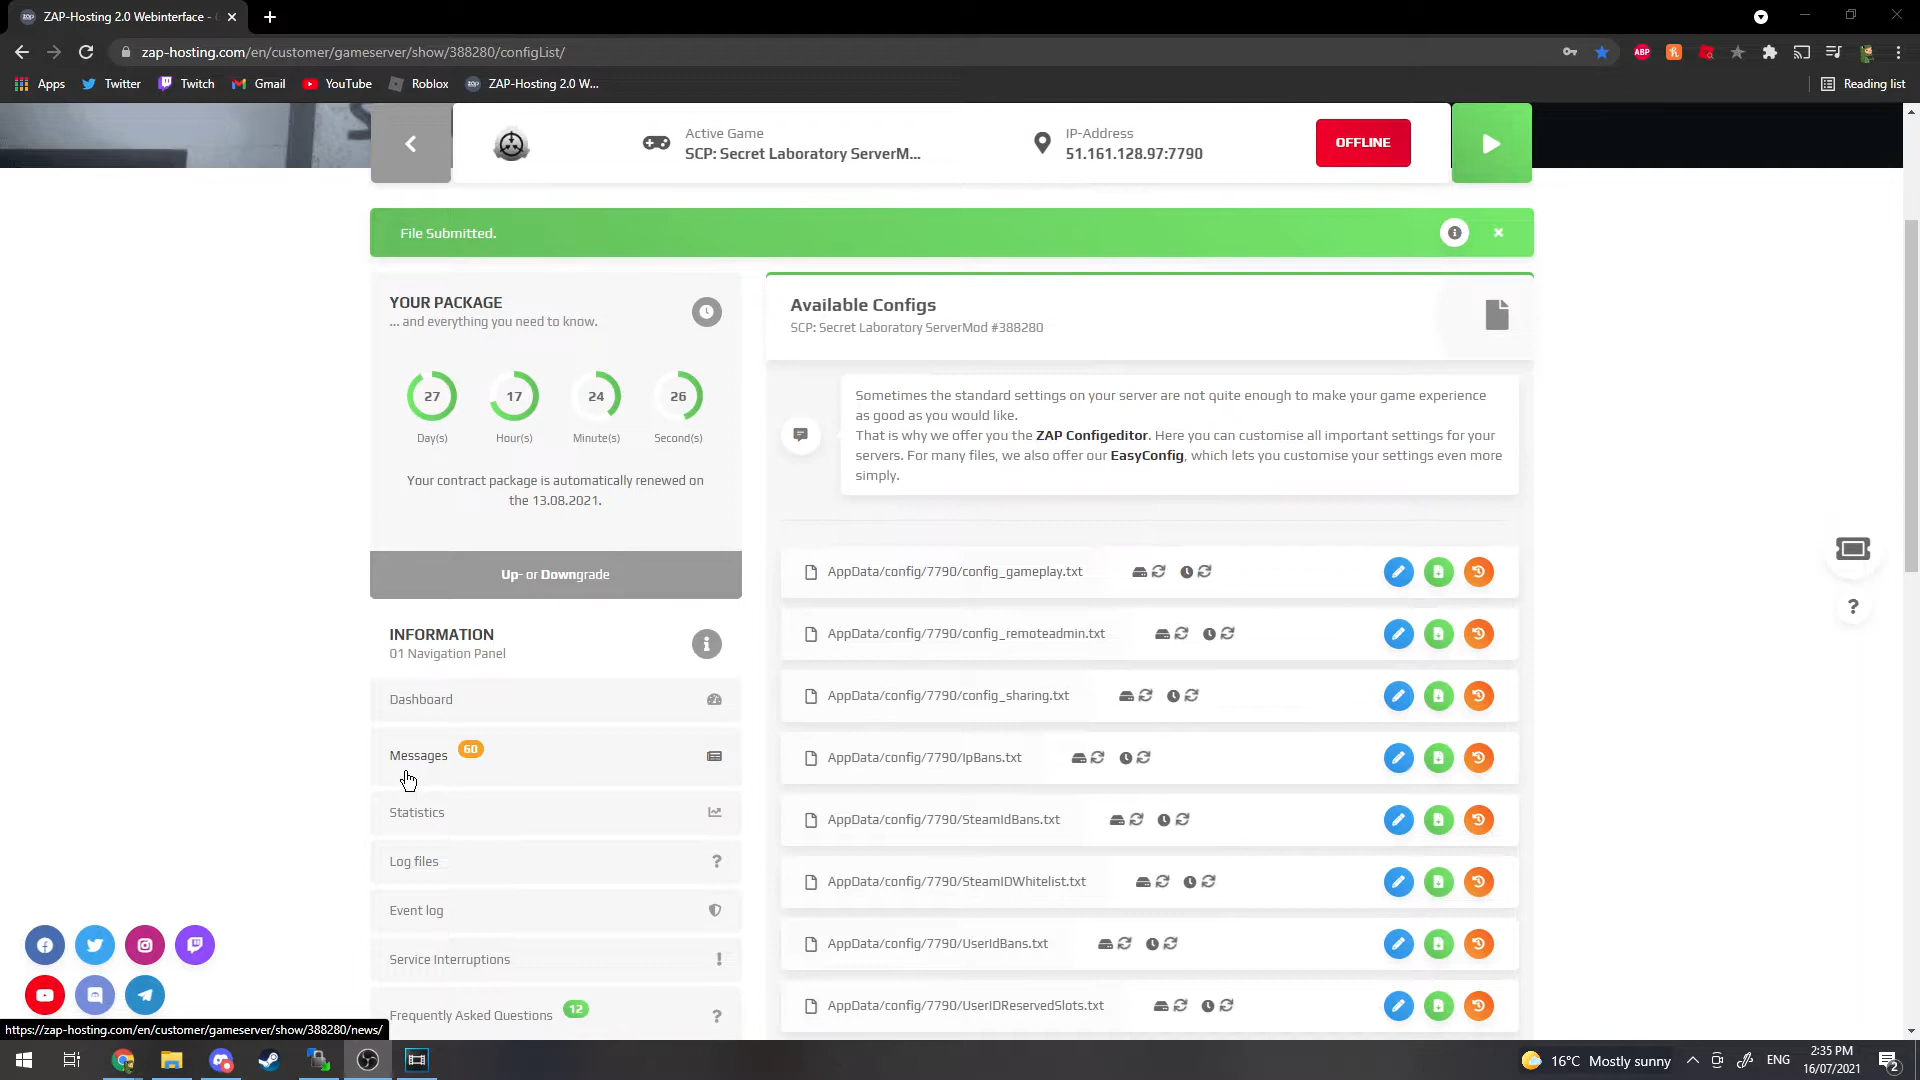 ZAP-Hosting 2.0 Webinterface -
zap-hosting.com/en/customer/gameserver/show/388280/configList/
ABP
Apps
Twitter
Twitch
Gmail
YouTube
Roblox
ZAP-Hosting 2.0 W...
Reading list
Active Game
SCP: Secret Laboratory ServerM...
IP-Address
51.161.128.97:7790
OFFLINE
File Submitted.
YOUR PACKAGE
... and everything you need to know.
27 17 24 26
Day(s) Hour(s) Minute(s) Second(s)
Your contract package is automatically renewed on
the 13.08.2021.
Up- or Downgrade
INFORMATION
01 Navigation Panel
Dashboard
Messages 60
Statistics
Log files ?
Event log
Service Interruptions !
Frequently Asked Questions 12 ?
Available Configs
SCP: Secret Laboratory ServerMod #388280
Sometimes the standard settings on your server are not quite enough to make your game experience
as good as you would like.
That is why we offer you the ZAP Configeditor. Here you can customise all important settings for your
servers. For many files, we also offer our EasyConfig, which lets you customise your settings even more
simply.
AppData/config/7790/config_gameplay.txt
AppData/config/7790/config_remoteadmin.txt
AppData/config/7790/config_sharing.txt
AppData/config/7790/IpBans.txt
AppData/config/7790/SteamIdBans.txt
AppData/config/7790/SteamIDWhitelist.txt
AppData/config/7790/UserIdBans.txt
AppData/config/7790/UserIDReservedSlots.txt
?
https://zap-hosting.com/en/customer/gameserver/show/388280/news/
16°C Mostly sunny
ENG
2:35 PM
16/07/2021
2